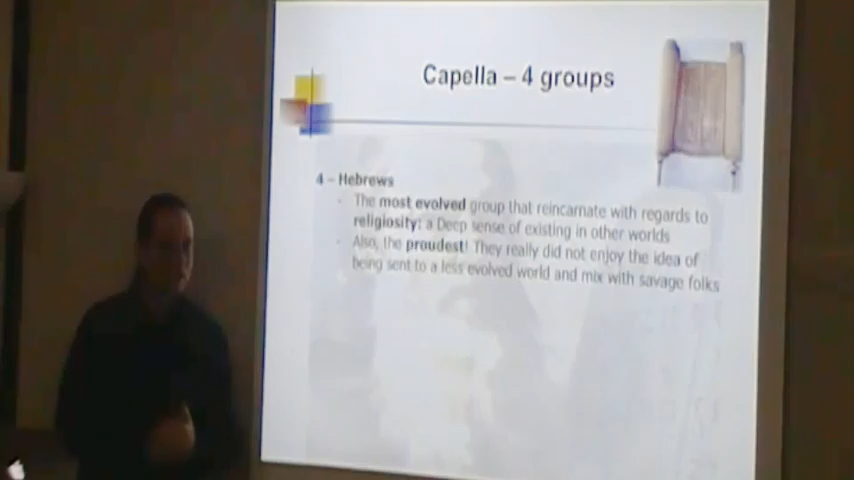 Capella – 4 groups
4 – Hebrews
- The most evolved group that reincarnate with regards to
religiosity: a Deep sense of existing in other worlds
- Also, the proudest! They really did not enjoy the idea of
being sent to a less evolved world and mix with savage folks